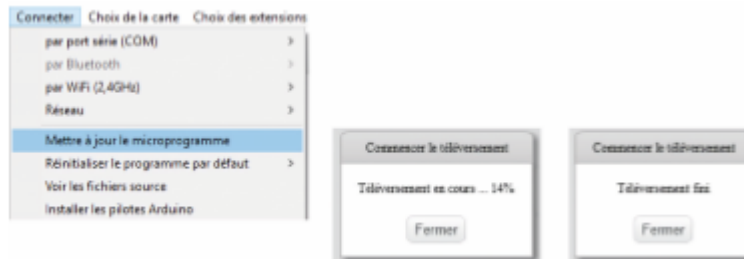 Connecter Choix de la carte Choix des extensions
par port série (COM)
par Bluetooth
par WiFi (2,4GHz)
Réseau
Mettre à jour le microprogramme
Réinitialiser le programme par défaut
Voir les fichiers source
Installer les pilotes Arduino
Commencer le téléversement
Téléversement en cours ... 14%
Fermer
Commencer le téléversement
Téléversement fini
Fermer